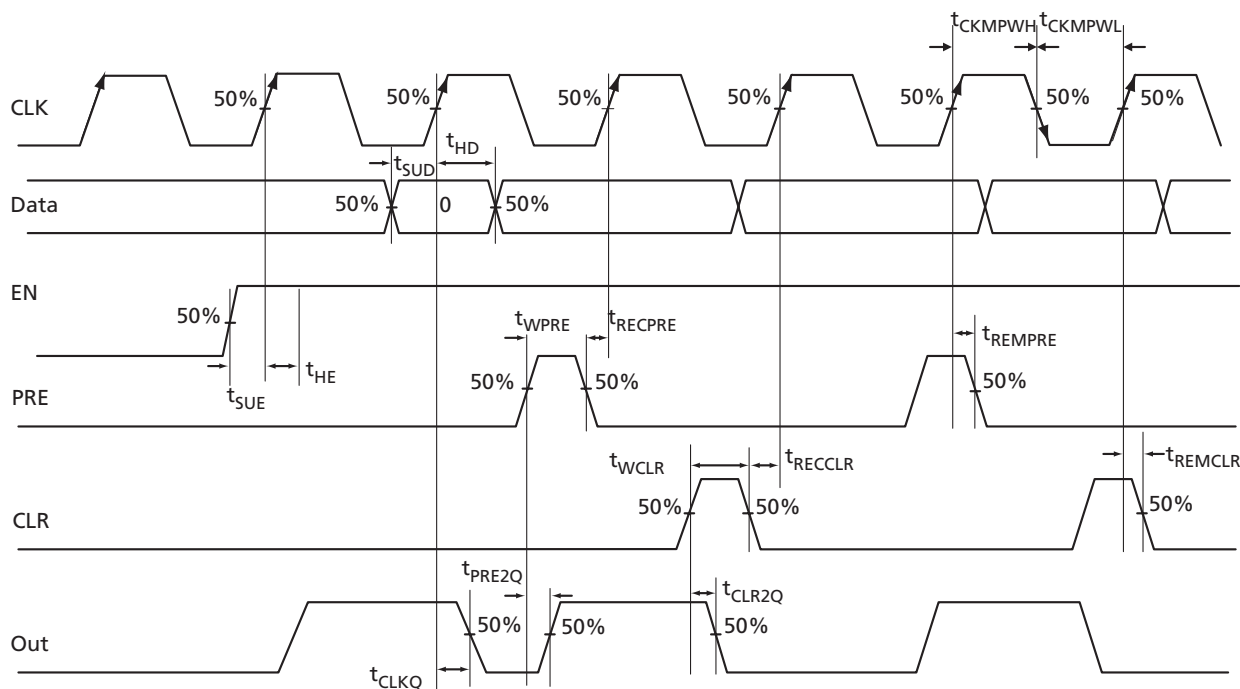 tCKMPWH tCKMPWL
CLK 50% 50% 50% 50% 50% 50% 50%
tSUD tHD
Data 50% 0 50%
EN
50% tWPRE tRECPRE tREMPRE
tSUE tHE
PRE 50% 50% 50%
tWCLR tRECCLR tREMCLR
CLR 50% 50% 50%
tPRE2Q tCLR2Q
Out 50% 50% 50%
tCLKQ